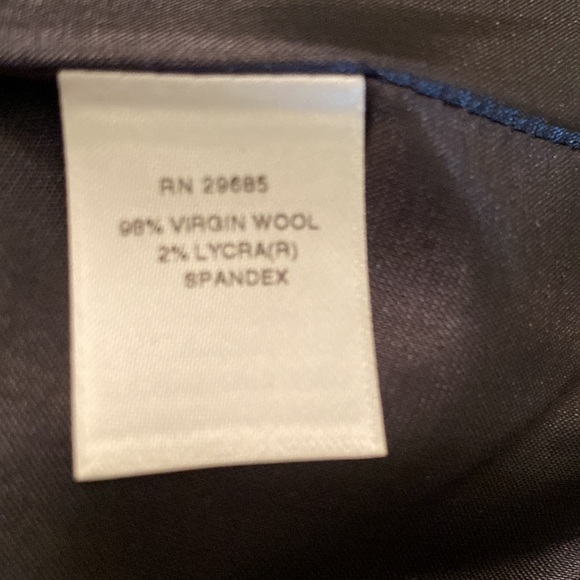 RN 29685
98% VIRGIN WOOL
2% LYCRA(R)
SPANDEX